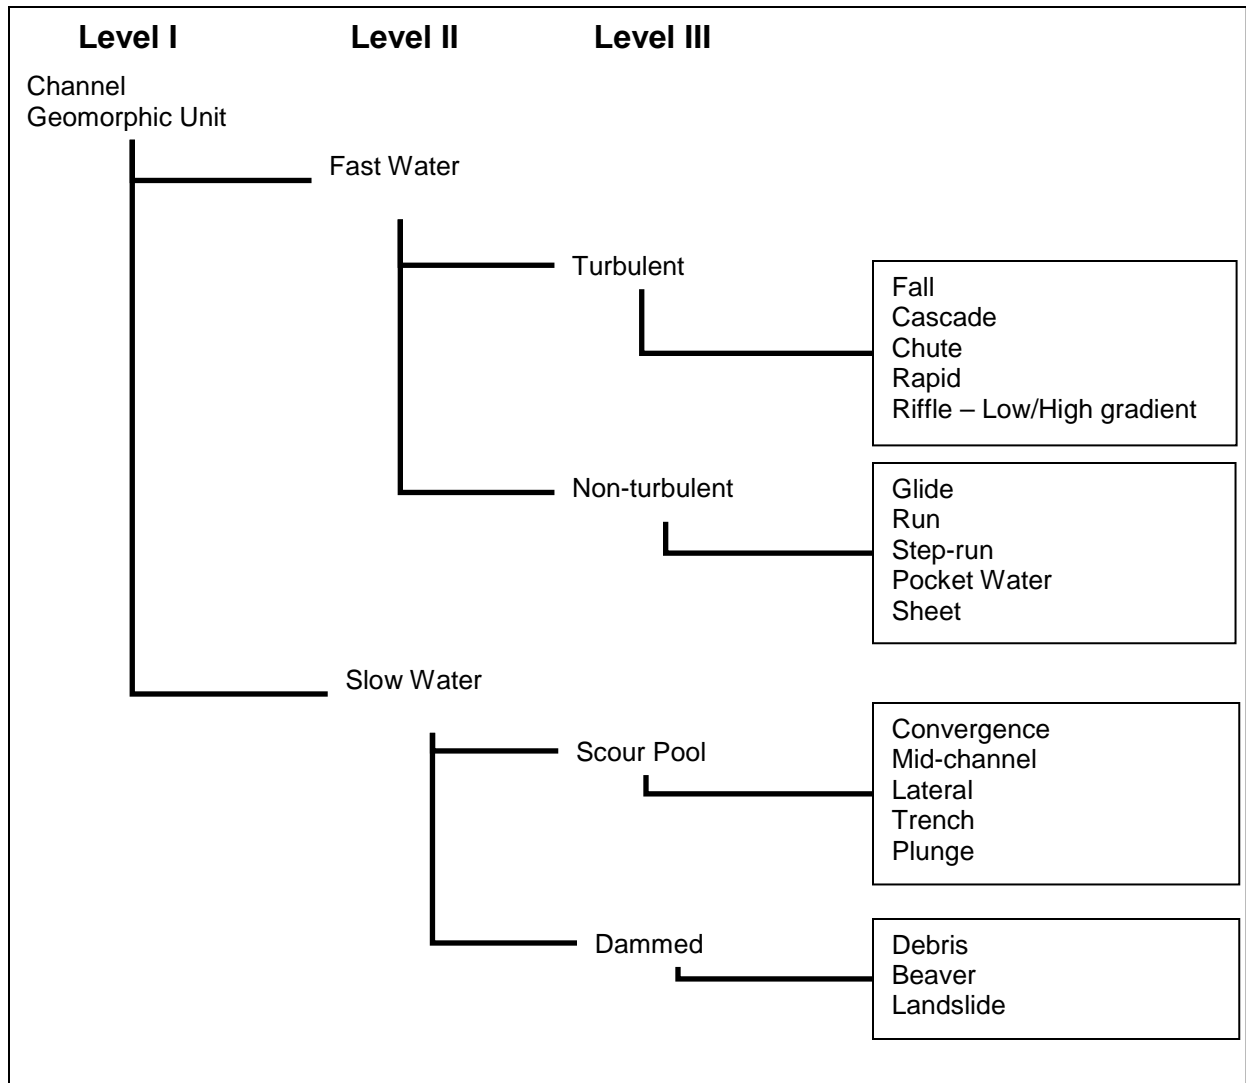 Level I Level II Level III
Channel
Geomorphic Unit
Fast Water
Turbulent
Fall
Cascade
Chute
Rapid
Riffle – Low/High gradient
Non-turbulent
Glide
Run
Step-run
Pocket Water
Sheet
Slow Water
Scour Pool
Convergence
Mid-channel
Lateral
Trench
Plunge
Dammed
Debris
Beaver
Landslide